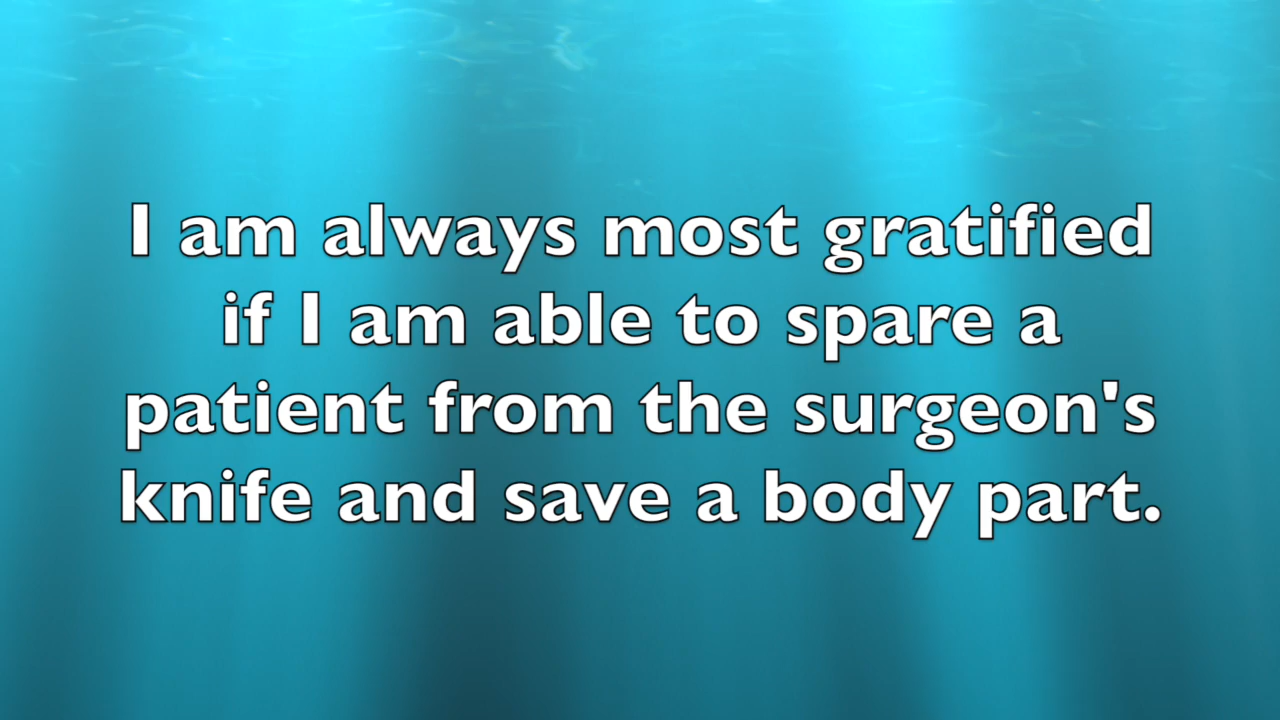 I am always most gratified
if I am able to spare a
patient from the surgeon's
knife and save a body part.